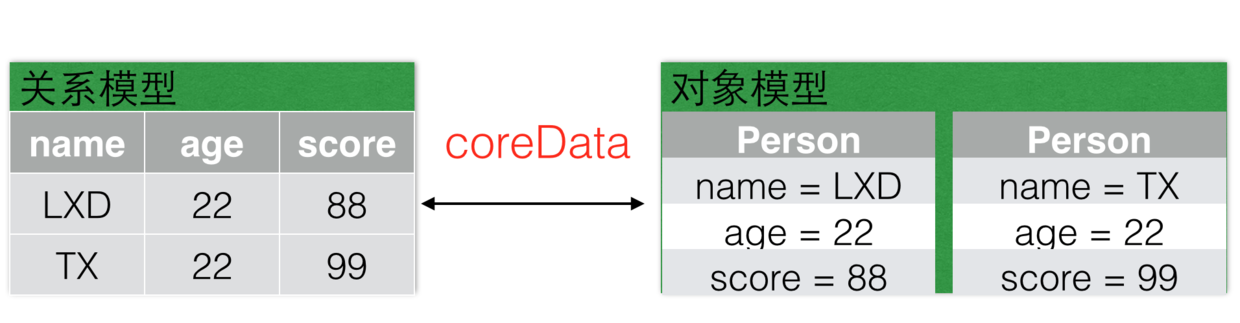 关系模型
name age score
LXD 22 88
TX 22 99
coreData
对象模型
Person Person
name = LXD name = TX
age = 22 age = 22
score = 88 score = 99